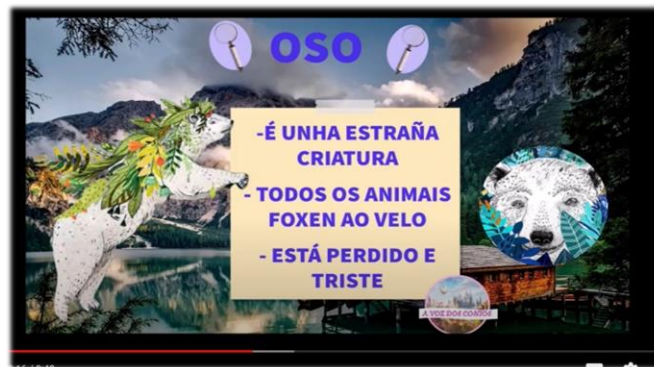 OSO
-É UNHA ESTRAÑA
CRIATURA
- TODOS OS ANIMAIS
FOXEN AO VELO
- ESTÁ PERDIDO E
TRISTE
A VOZ DOS CONTOS